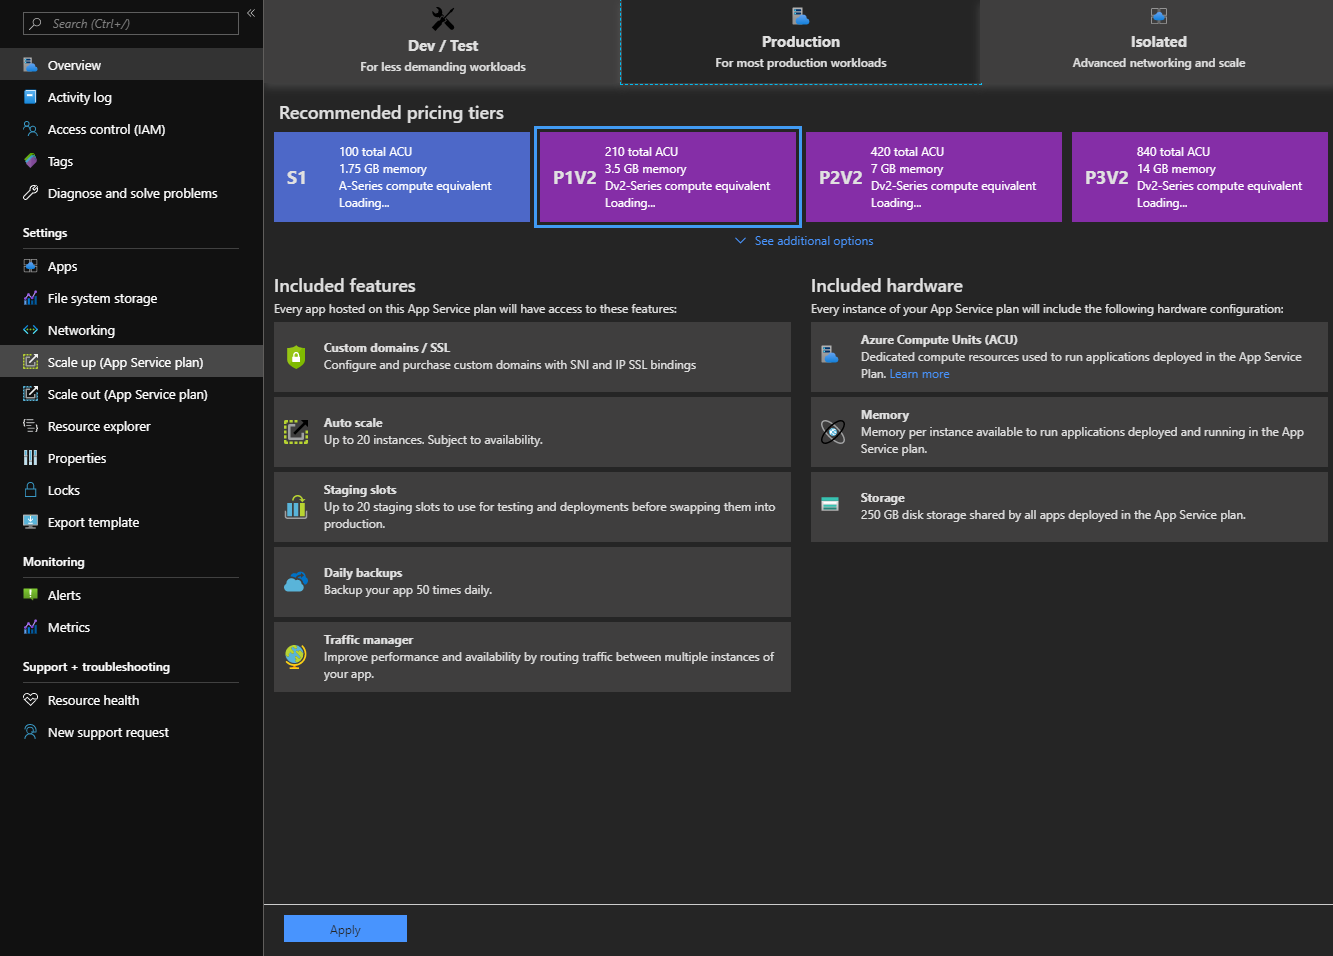 Search (Ctrl+/)
«
Overview
Activity log
Access control (IAM)
Tags
Diagnose and solve problems
Settings
Apps
File system storage
Networking
Scale up (App Service plan)
Scale out (App Service plan)
Resource explorer
Properties
Locks
Export template
Monitoring
Alerts
Metrics
Support + troubleshooting
Resource health
New support request
Dev / Test
For less demanding workloads
Production
For most production workloads
Isolated
Advanced networking and scale
Recommended pricing tiers
S1
100 total ACU
1.75 GB memory
A-Series compute equivalent
Loading...
P1V2
210 total ACU
3.5 GB memory
Dv2-Series compute equivalent
Loading...
P2V2
420 total ACU
7 GB memory
Dv2-Series compute equivalent
Loading...
P3V2
840 total ACU
14 GB memory
Dv2-Series compute equivalent
Loading...
See additional options
Included features
Every app hosted on this App Service plan will have access to these features:
Custom domains / SSL
Configure and purchase custom domains with SNI and IP SSL bindings
Auto scale
Up to 20 instances. Subject to availability.
Staging slots
Up to 20 staging slots to use for testing and deployments before swapping them into
production.
Daily backups
Backup your app 50 times daily.
Traffic manager
Improve performance and availability by routing traffic between multiple instances of
your app.
Included hardware
Every instance of your App Service plan will include the following hardware configuration:
Azure Compute Units (ACU)
Dedicated compute resources used to run applications deployed in the App Service
Plan. Learn more
Memory
Memory per instance available to run applications deployed and running in the App
Service plan.
Storage
250 GB disk storage shared by all apps deployed in the App Service plan.
Apply